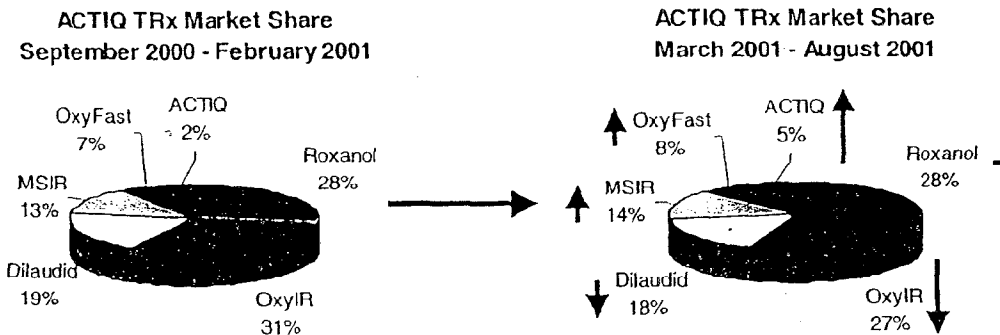 ACTIQ TRx Market Share
September 2000 - February 2001
ACTIQ
2%
OxyFast
7%
Roxanol
28%
MSIR
13%
Dilaudid
19%
OxyIR
31%
ACTIQ TRx Market Share
March 2001 - August 2001
ACTIQ
5%
OxyFast
8%
Roxanol
28%
MSIR
14%
Dilaudid
18%
OxyIR
27%